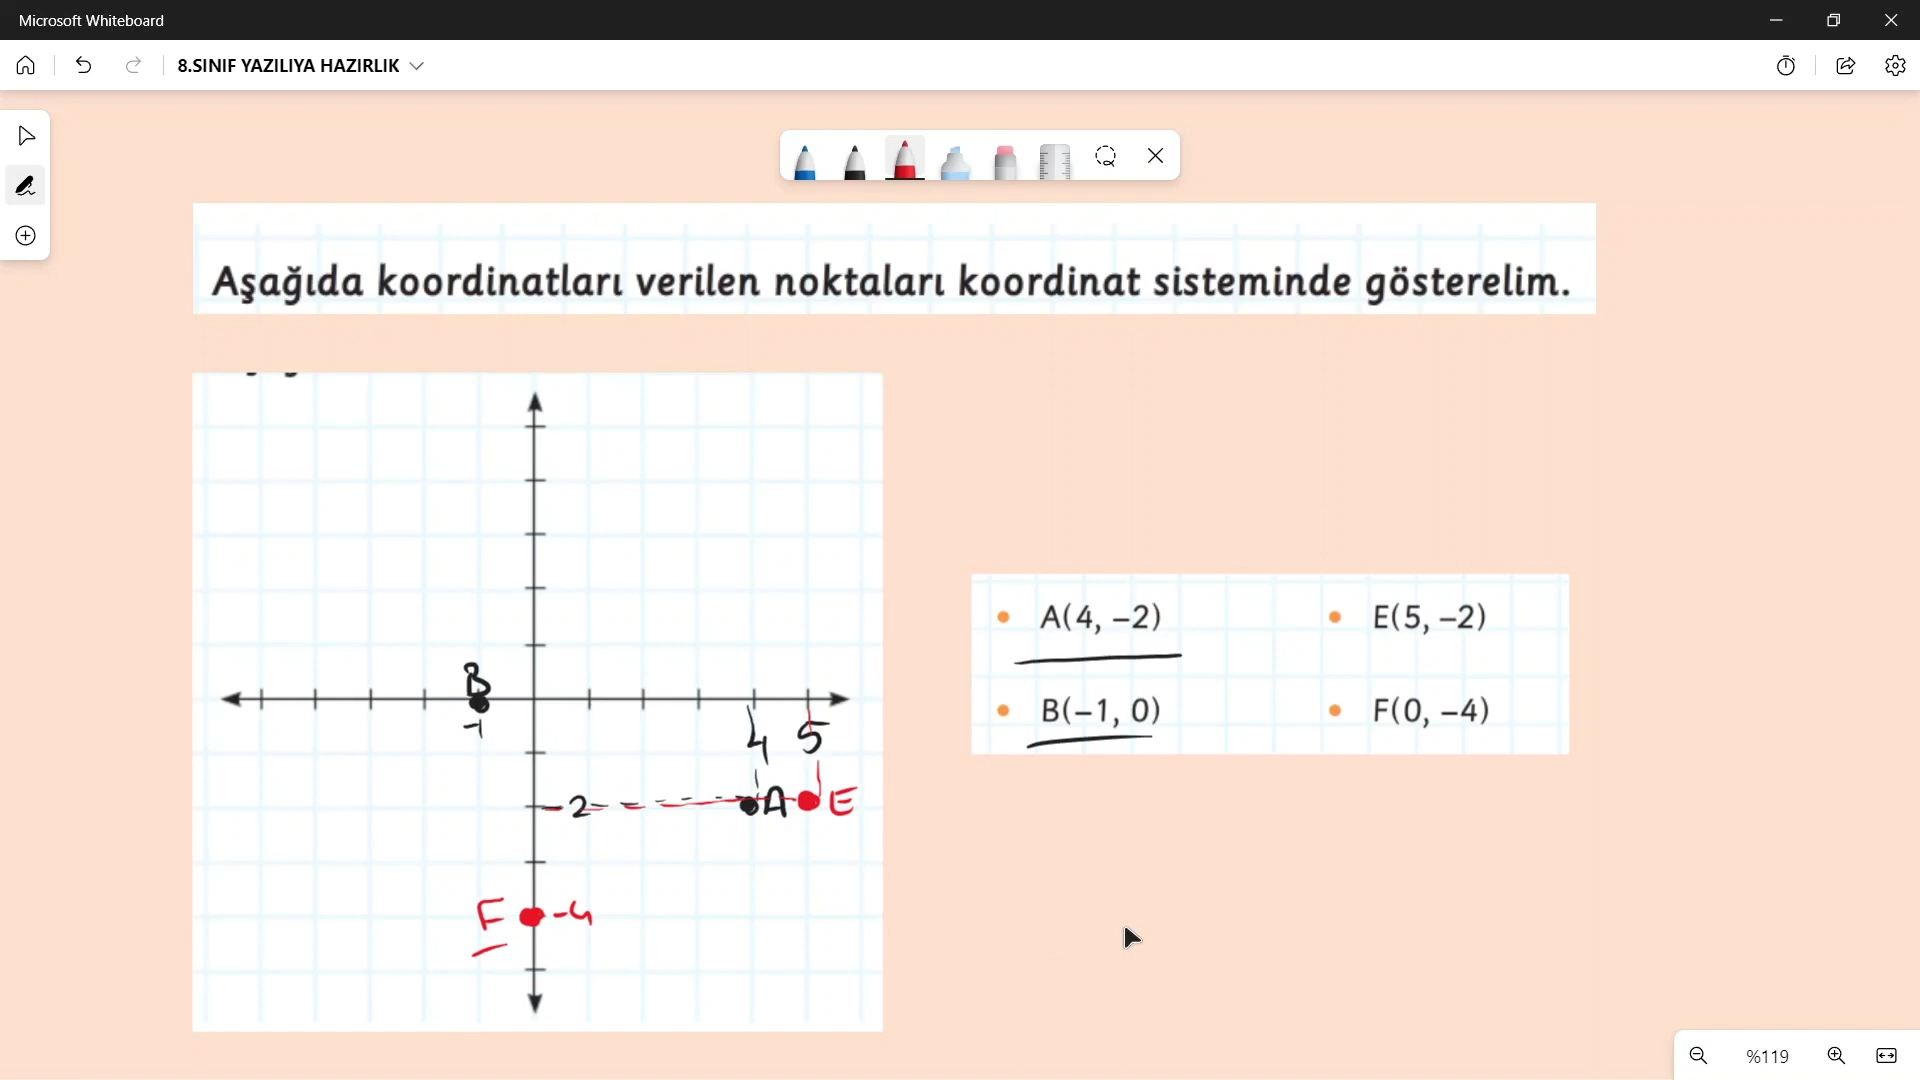 Microsoft Whiteboard
8.SINIF YAZILIYA HAZIRLIK
Aşağıda koordinatları verilen noktaları koordinat sisteminde gösterelim.
B
-1
4 5
-2 A E
F -4
• A(4, −2) • E(5, −2)
• B(−1, 0) • F(0, −4)
%119